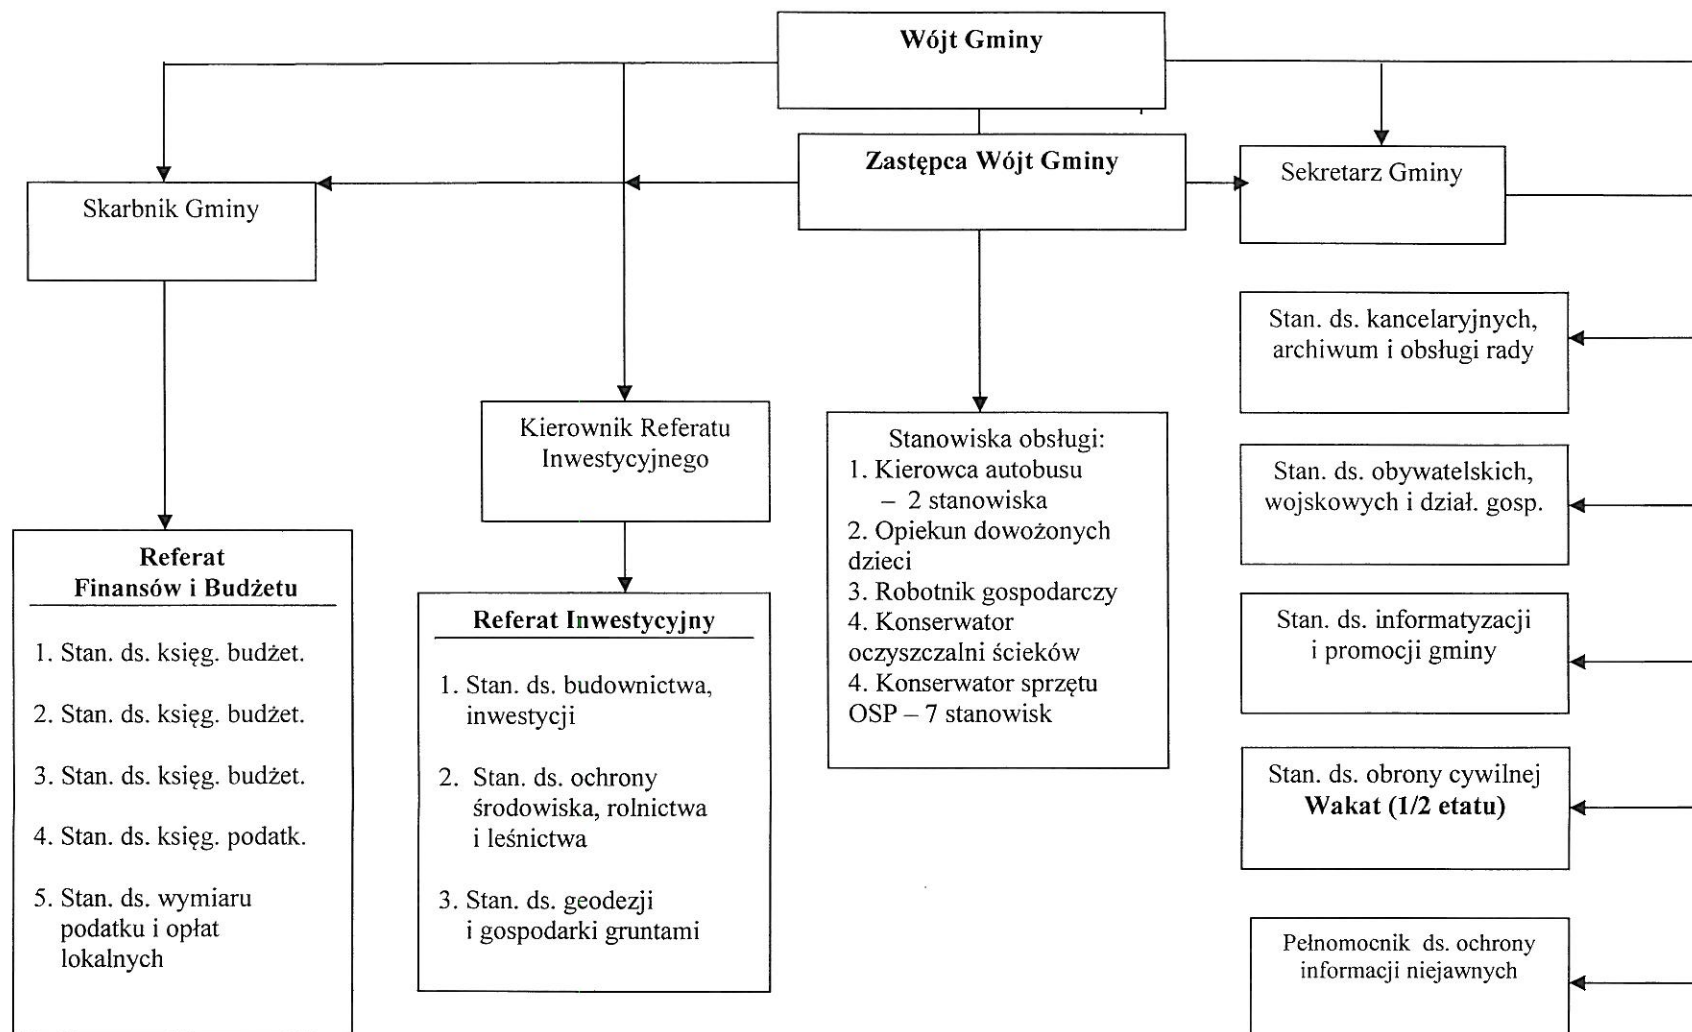 Wójt Gminy
Zastępca Wójt Gminy
Sekretarz Gminy
Skarbnik Gminy
Stan. ds. kancelaryjnych,
archiwum i obsługi rady
Kierownik Referatu
Inwestycyjnego
Stanowiska obsługi:
1. Kierowca autobusu
– 2 stanowiska
2. Opiekun dowożonych
dzieci
3. Robotnik gospodarczy
4. Konserwator
oczyszczalni ścieków
4. Konserwator sprzętu
OSP – 7 stanowisk
Stan. ds. obywatelskich,
wojskowych i dział. gosp.
Referat
Finansów i Budżetu
1. Stan. ds. księg. budżet.
2. Stan. ds. księg. budżet.
3. Stan. ds. księg. budżet.
4. Stan. ds. księg. podatk.
5. Stan. ds. wymiaru
podatku i opłat
lokalnych
Referat Inwestycyjny
1. Stan. ds. budownictwa,
inwestycji
2. Stan. ds. ochrony
środowiska, rolnictwa
i leśnictwa
3. Stan. ds. geodezji
i gospodarki gruntami
Stan. ds. informatyzacji
i promocji gminy
Stan. ds. obrony cywilnej
Wakat (1/2 etatu)
Pełnomocnik ds. ochrony
informacji niejawnych